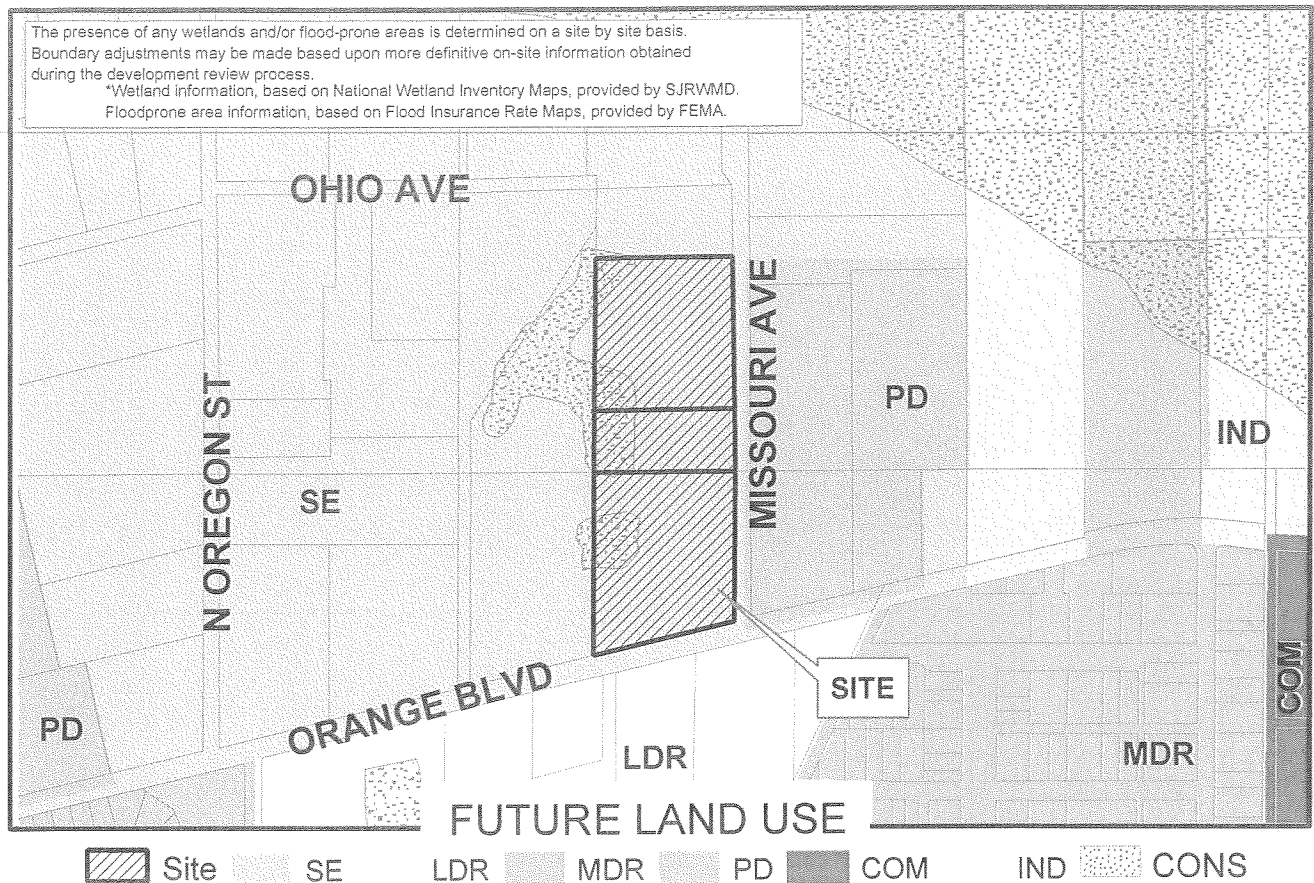 The presence of any wetlands and/or flood-prone areas is determined on a site by site basis.
Boundary adjustments may be made based upon more definitive on-site information obtained
during the development review process.
*Wetland information, based on National Wetland Inventory Maps, provided by SJRWMD.
Floodprone area information, based on Flood Insurance Rate Maps, provided by FEMA.
OHIO AVE
N OREGON ST
MISSOURI AVE
PD
IND
SE
SITE
ORANGE BLVD
PD
LDR
MDR
COM
FUTURE LAND USE
Site SE LDR MDR PD COM IND CONS